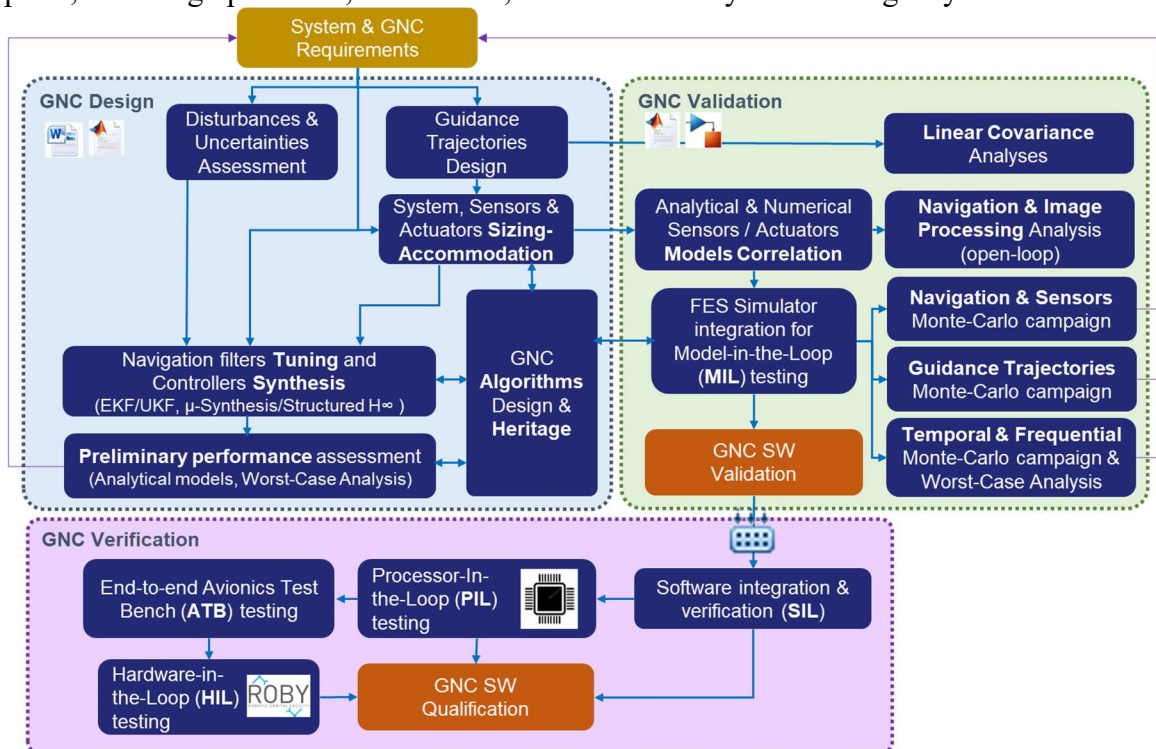 System & GNC
Requirements
GNC Design
W
Disturbances &
Uncertainties
Assessment
Guidance
Trajectories
Design
System, Sensors &
Actuators Sizing-
Accommodation
Navigation filters Tuning and
Controllers Synthesis
(EKF/UKF, µ-Synthesis/Structured H∞ )
Preliminary performance assessment
(Analytical models, Worst-Case Analysis)
GNC
Algorithms
Design &
Heritage
GNC Validation
Linear Covariance
Analyses
Analytical & Numerical
Sensors / Actuators
Models Correlation
Navigation & Image
Processing Analysis
(open-loop)
FES Simulator
integration for
Model-in-the-Loop
(MIL) testing
Navigation & Sensors
Monte-Carlo campaign
Guidance Trajectories
Monte-Carlo campaign
Temporal & Frequential
Monte-Carlo campaign &
Worst-Case Analysis
GNC SW
Validation
GNC Verification
End-to-end Avionics Test
Bench (ATB) testing
Processor-In-
the-Loop (PIL)
testing
Software integration &
verification (SIL)
Hardware-in-
the-Loop (HIL)
testing
ROBY
ROBOTIC ORBITAL FACILITY
GNC SW
Qualification